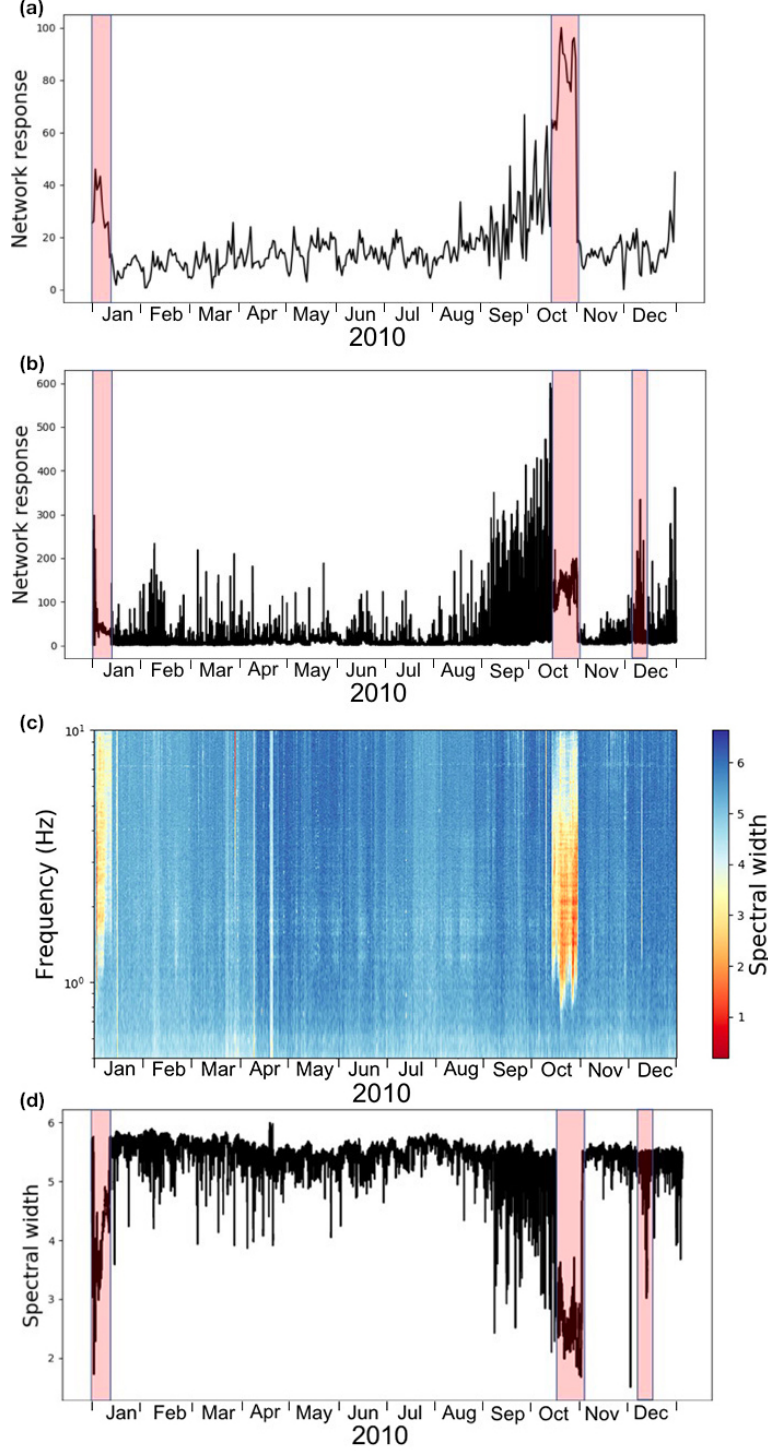 (a)
Network response
100
80
60
40
20
0
Jan Feb Mar Apr May Jun Jul Aug Sep Oct Nov Dec
2010
(b)
Network response
600
500
400
300
200
100
0
Jan Feb Mar Apr May Jun Jul Aug Sep Oct Nov Dec
2010
(c)
Frequency (Hz)
10¹
10⁰
Jan Feb Mar Apr May Jun Jul Aug Sep Oct Nov Dec
2010
6
5
4
3
2
1
Spectral width
(d)
Spectral width
6
5
4
3
2
Jan Feb Mar Apr May Jun Jul Aug Sep Oct Nov Dec
2010